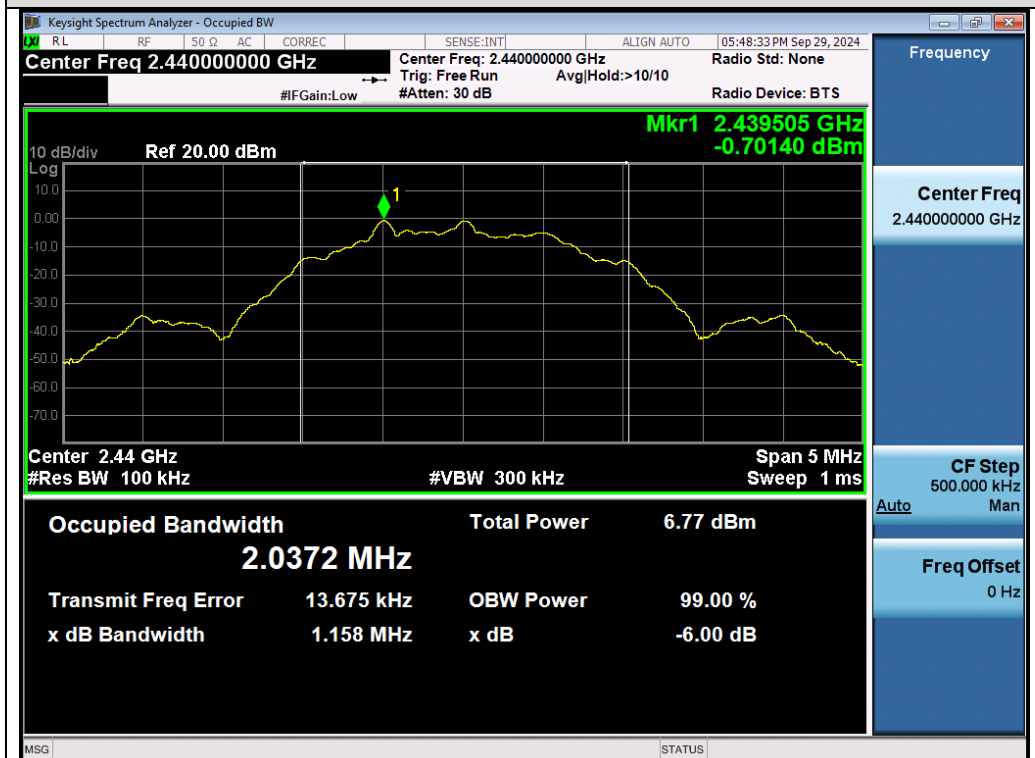 Keysight Spectrum Analyzer - Occupied BW
LXI RL RF 50 Ω AC CORREC SENSE:INT ALIGN AUTO 05:48:33 PM Sep 29, 2024
Center Freq 2.440000000 GHz
Center Freq: 2.440000000 GHz
Radio Std: None
Trig: Free Run Avg|Hold:>10/10
#IFGain:Low #Atten: 30 dB Radio Device: BTS
Mkr1 2.439505 GHz
-0.70140 dBm
10 dB/div Ref 20.00 dBm
Log
10.0
1
0.00
-10.0
-20.0
-30.0
-40.0
-50.0
-60.0
-70.0
Center 2.44 GHz Span 5 MHz
#Res BW 100 kHz #VBW 300 kHz Sweep 1 ms
Occupied Bandwidth Total Power 6.77 dBm
2.0372 MHz
Transmit Freq Error 13.675 kHz OBW Power 99.00 %
x dB Bandwidth 1.158 MHz x dB -6.00 dB
Frequency
Center Freq
2.440000000 GHz
CF Step
500.000 kHz
Auto Man
Freq Offset
0 Hz
MSG STATUS